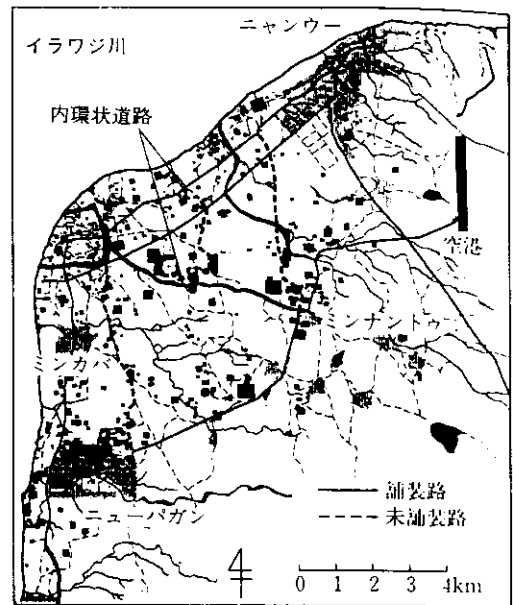 ニャンウー
イラワジ川
内環状道路
空港
ミンナントゥ
ミンカバ
ニューパガン
舗装路
未舗装路
0 1 2 3 4km